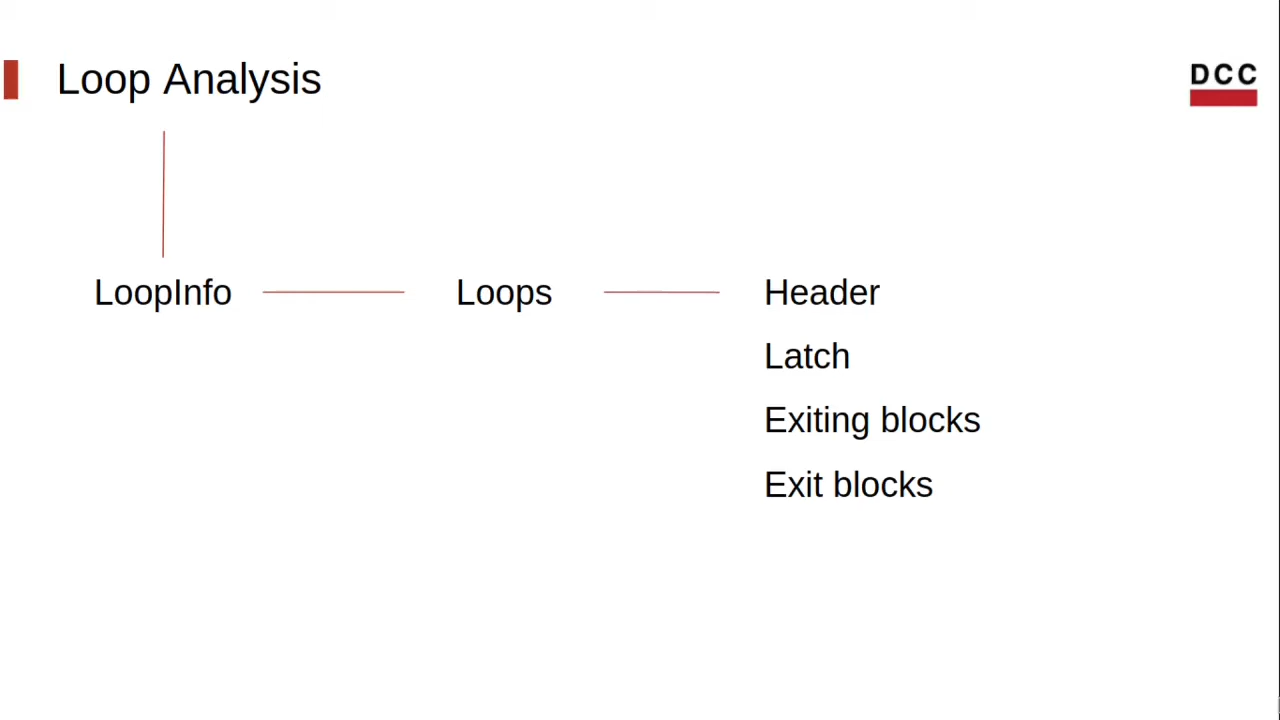 Loop Analysis
DCC
LoopInfo
Loops
Header
Latch
Exiting blocks
Exit blocks